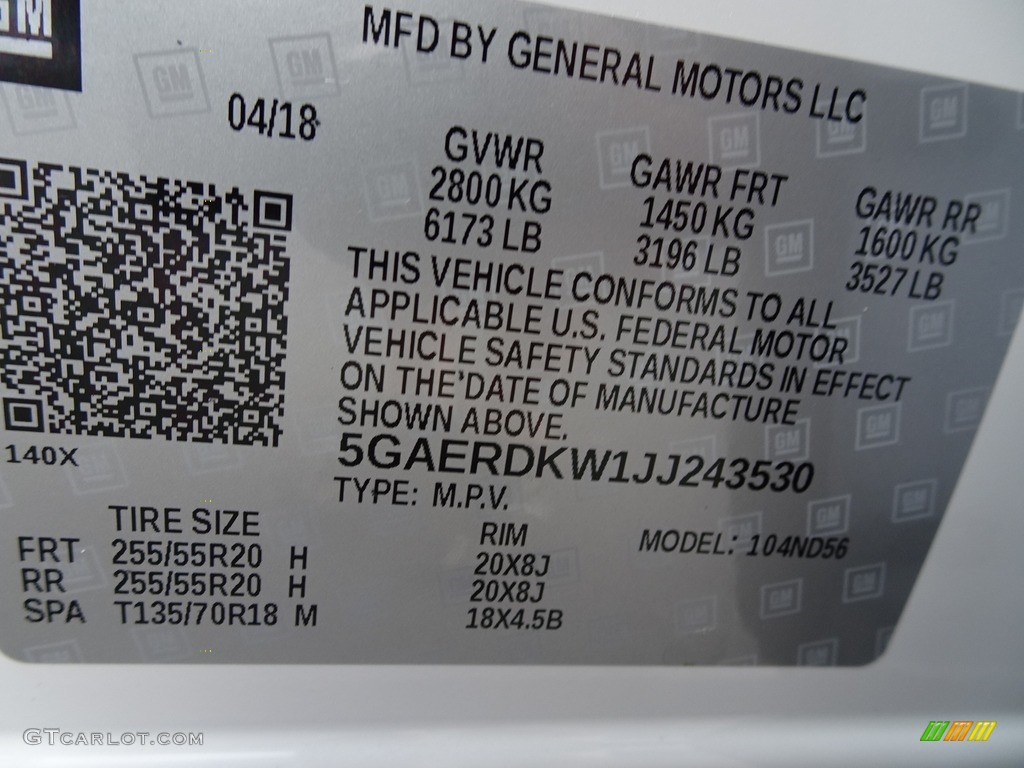 GM
MFD BY GENERAL MOTORS LLC
04/18
GVWR
2800 KG
6173 LB
GAWR FRT
1450 KG
3196 LB
GAWR RR
1600 KG
3527 LB
THIS VEHICLE CONFORMS TO ALL
APPLICABLE U.S. FEDERAL MOTOR
VEHICLE SAFETY STANDARDS IN EFFECT
ON THE DATE OF MANUFACTURE
SHOWN ABOVE.
140X
5GAERDKW1JJ243530
TYPE: M.P.V.
TIRE SIZE RIM MODEL: 104ND56
FRT 255/55R20 H 20X8J
RR 255/55R20 H 20X8J
SPA T135/70R18 M 18X4.5B
GTCARLOT.COM